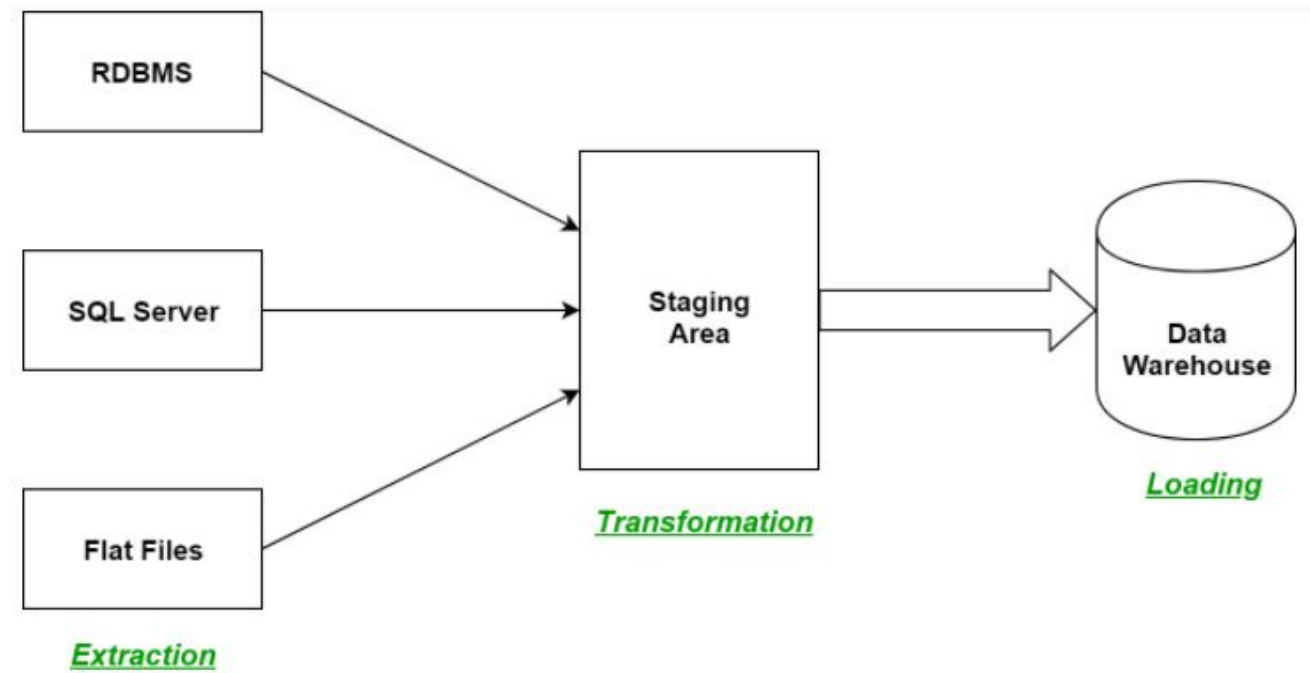 RDBMS
SQL Server
Flat Files
Extraction
Staging
Area
Transformation
Data
Warehouse
Loading